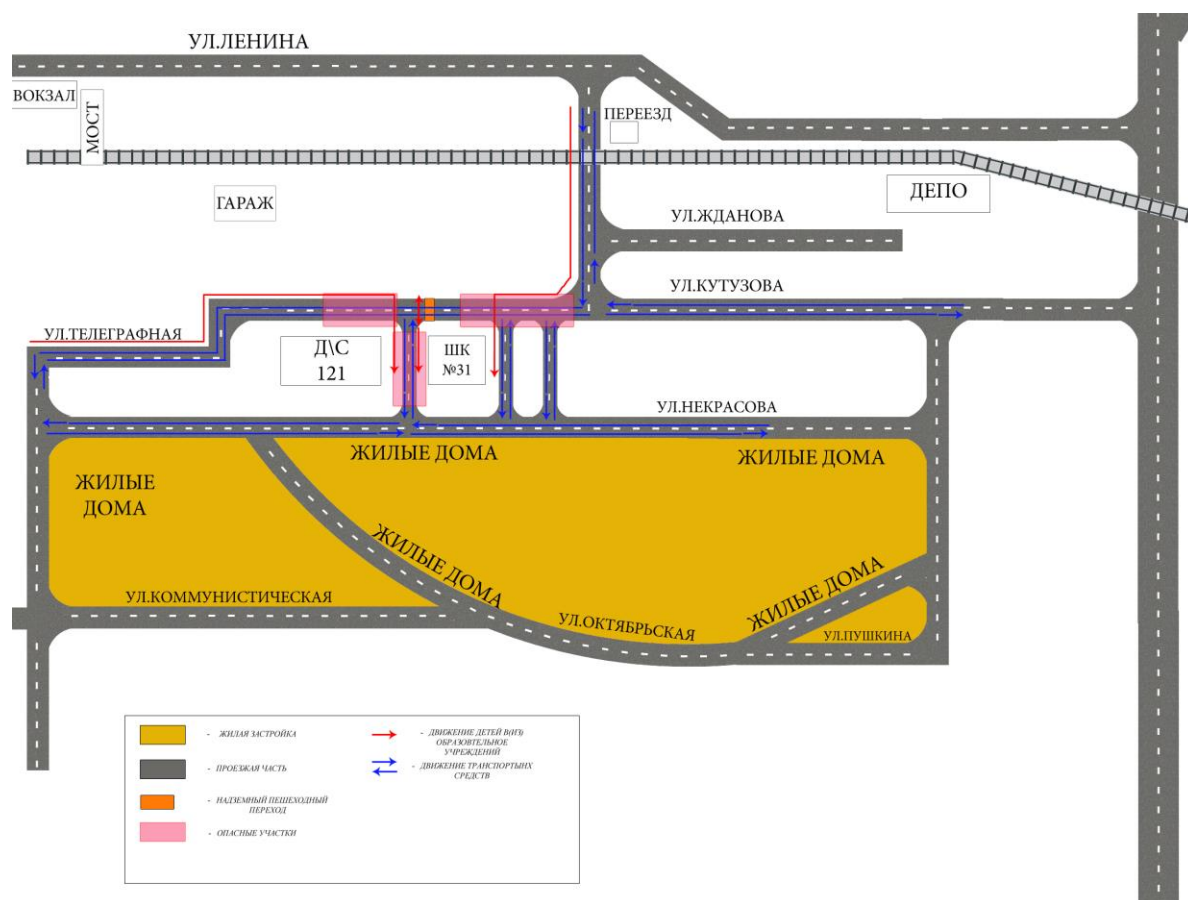 УЛ.ЛЕНИНА
ВОКЗАЛ
МОСТ
ПЕРЕЕЗД
ГАРАЖ
ДЕПО
УЛ.ЖДАНОВА
УЛ.КУТУЗОВА
УЛ.ТЕЛЕГРАФНАЯ
Д\С
121
ШК
№31
УЛ.НЕКРАСОВА
ЖИЛЫЕ ДОМА
ЖИЛЫЕ ДОМА
ЖИЛЫЕ
ДОМА
ЖИЛЫЕ ДОМА
ЖИЛЫЕ ДОМА
УЛ.КОММУНИСТИЧЕСКАЯ
УЛ.ОКТЯБРЬСКАЯ
УЛ.ПУШКИНА
- ЖИЛАЯ ЗАСТРОЙКА
- ПРОЕЗЖАЯ ЧАСТЬ
- НАДЗЕМНЫЙ ПЕШЕХОДНЫЙ
ПЕРЕХОД
- ОПАСНЫЕ УЧАСТКИ
- ДВИЖЕНИЕ ДЕТЕЙ В(ИЗ)
ОБРАЗОВТЕЛЬНОЕ
УЧРЕЖДЕНИЙ
- ДВИЖЕНИЕ ТРАНСПОРТЫНХ
СРЕДСТВ